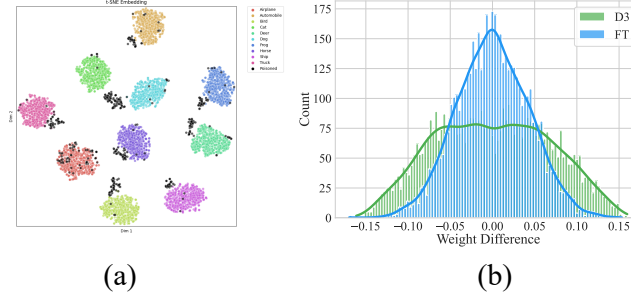 t-SNE Embedding
Dim 2
Dim 1
Airplane
Automobile
Bird
Cat
Deer
Dog
Frog
Horse
Ship
Truck
Poisoned
(a)
Count
175
150
125
100
75
50
25
0
−0.15
−0.10
−0.05
0.00
0.05
0.10
0.15
Weight Difference
D3
FT
(b)